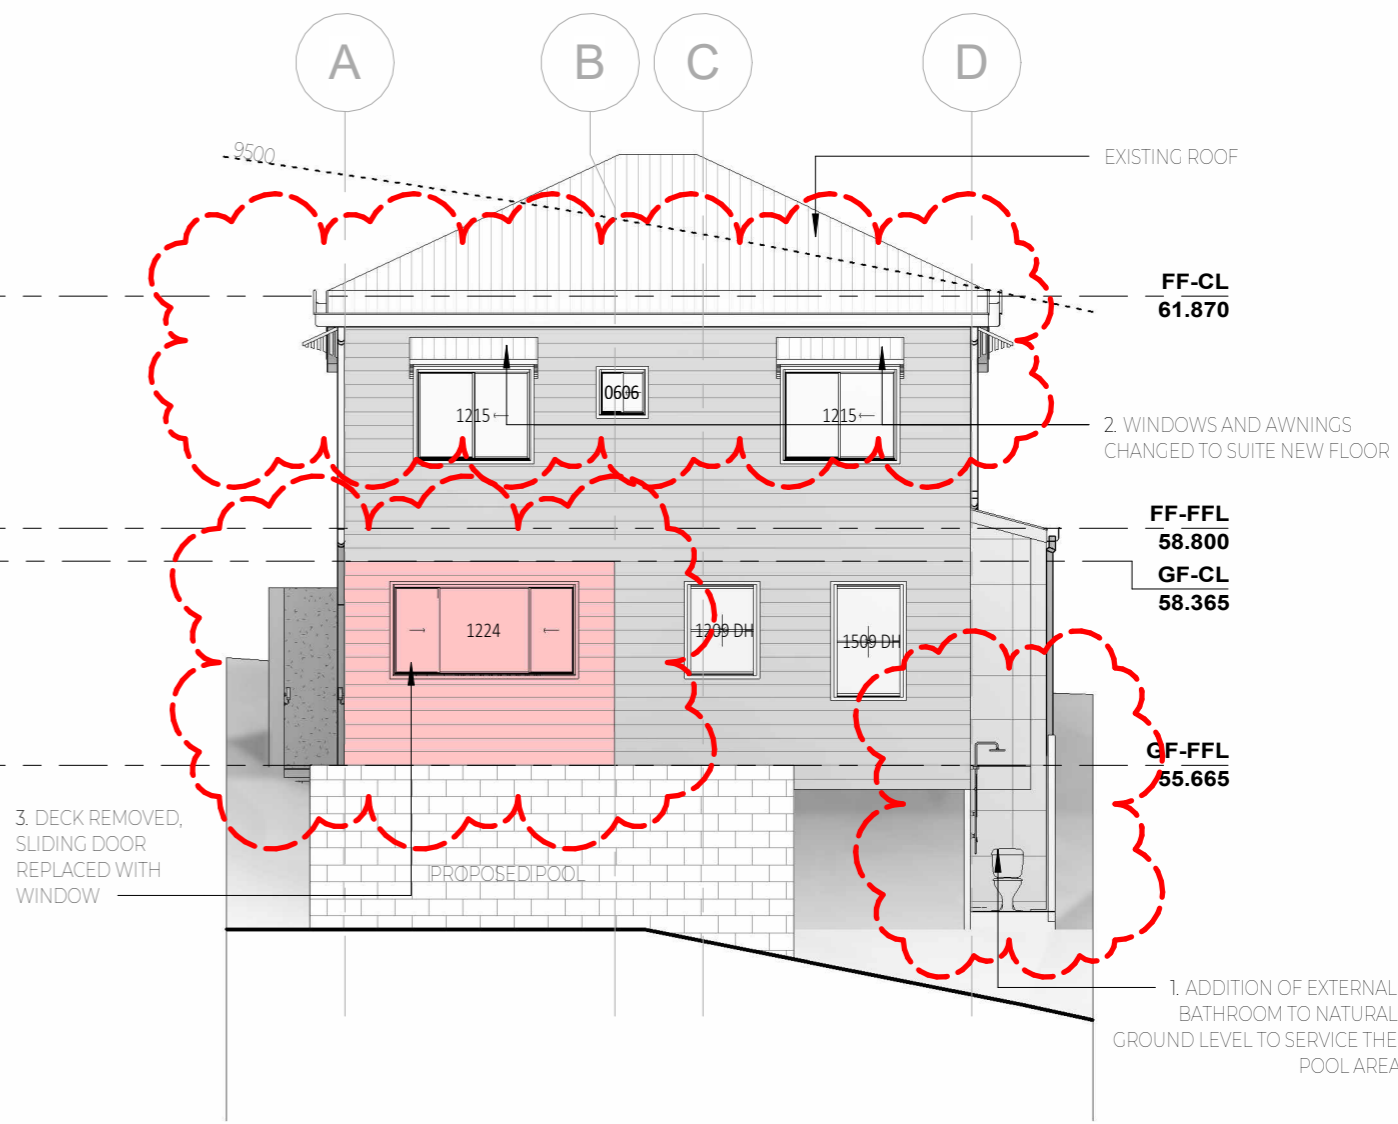 A B C D
9500
EXISTING ROOF
FF-CL
61.870
0606
1215
1215
2. WINDOWS AND AWNINGS
CHANGED TO SUITE NEW FLOOR
FF-FFL
58.800
GF-CL
58.365
1224
1209 DH
1509 DH
GF-FFL
55.665
3. DECK REMOVED,
SLIDING DOOR
REPLACED WITH
WINDOW
PROPOSED POOL
1. ADDITION OF EXTERNAL
BATHROOM TO NATURAL
GROUND LEVEL TO SERVICE THE
POOL AREA